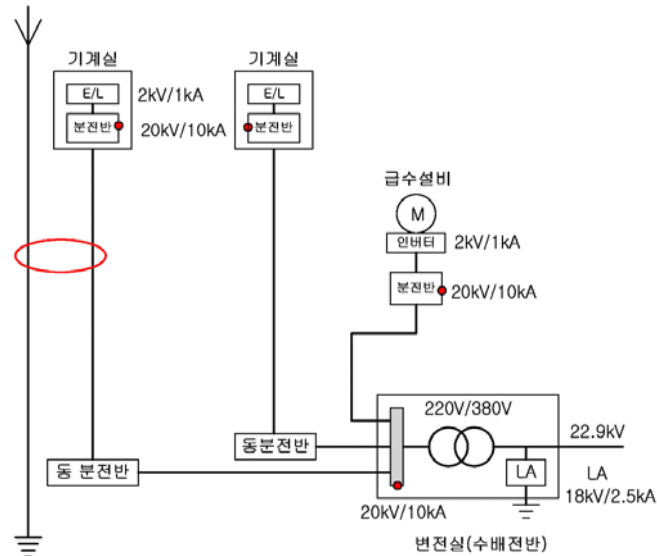 기계실
E/L
2kV/1kA
분전반
20kV/10kA
기계실
E/L
분전반
급수설비
M
인버터
2kV/1kA
분전반
20kV/10kA
220V/380V
22.9kV
동분전반
동 분전반
LA
LA
18kV/2.5kA
20kV/10kA
변전실(수배전반)